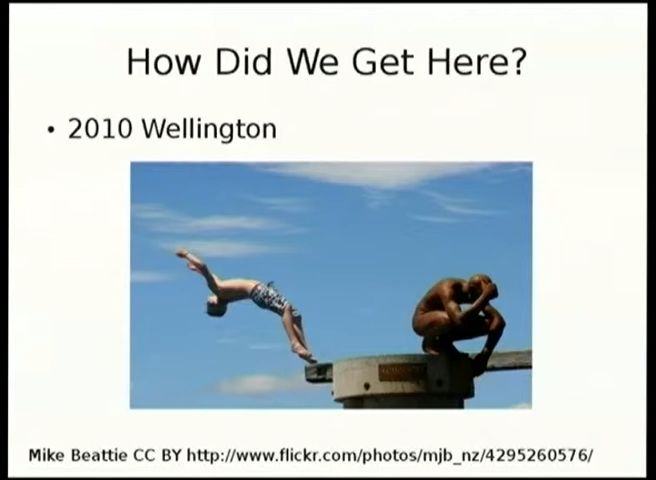 How Did We Get Here?
• 2010 Wellington
Mike Beattie CC BY http://www.flickr.com/photos/mjb_nz/4295260576/